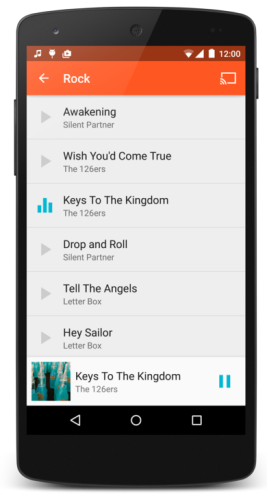 12:00
Rock
Awakening
Silent Partner
Wish You'd Come True
The 126ers
Keys To The Kingdom
The 126ers
Drop and Roll
Silent Partner
Tell The Angels
Letter Box
Hey Sailor
Letter Box
Keys To The Kingdom
The 126ers